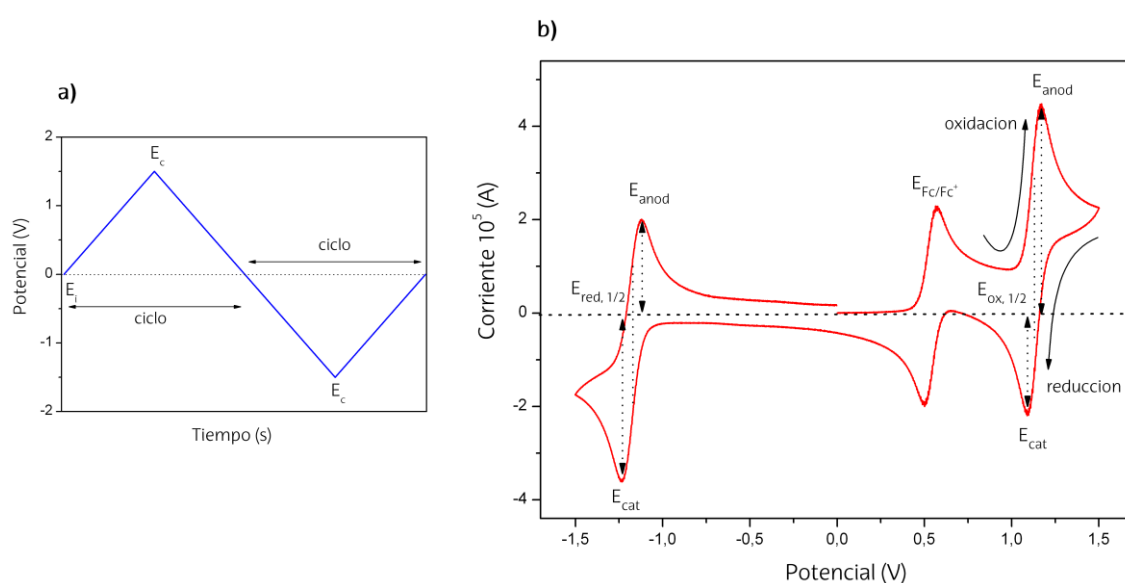 a)
Potencial (V)
2
1
0
-1
-2
E_c
E_i
ciclo
ciclo
E_c
Tiempo (s)
b)
Corriente 10^5 (A)
4
2
0
-2
-4
E_anod
oxidacion
E_Fc/Fc^+
E_anod
E_red, 1/2
E_ox, 1/2
reduccion
E_cat
E_cat
-1,5
-1,0
-0,5
0,0
0,5
1,0
1,5
Potencial (V)